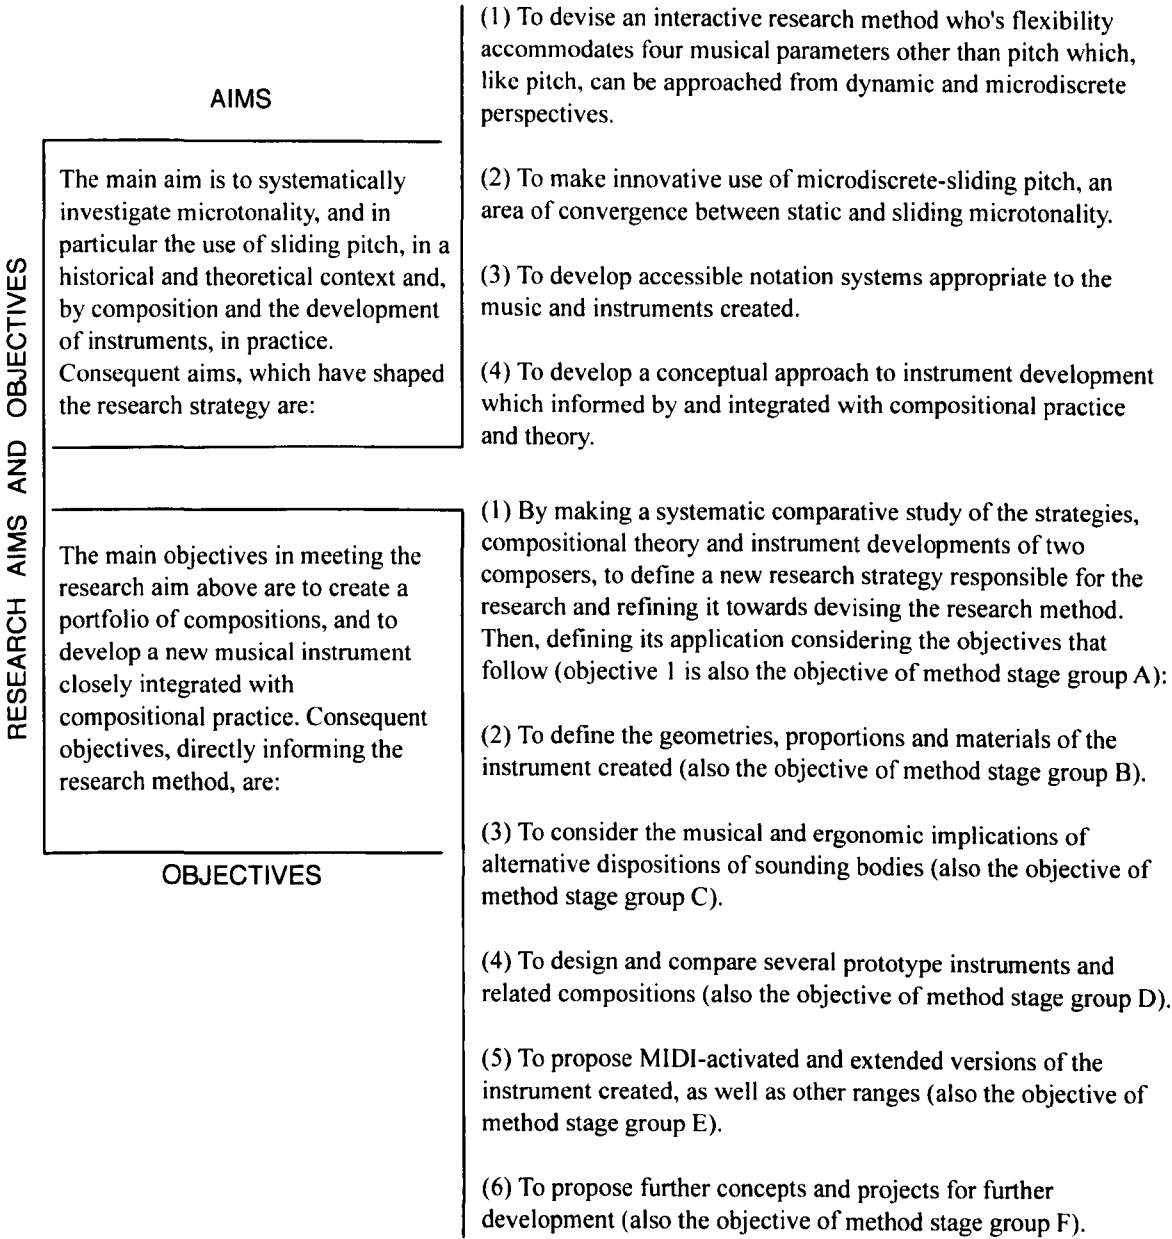 RESEARCH AIMS AND OBJECTIVES
AIMS
The main aim is to systematically
investigate microtonality, and in
particular the use of sliding pitch, in a
historical and theoretical context and,
by composition and the development
of instruments, in practice.
Consequent aims, which have shaped
the research strategy are:
(1) To devise an interactive research method who's flexibility
accommodates four musical parameters other than pitch which,
like pitch, can be approached from dynamic and microdiscrete
perspectives.
(2) To make innovative use of microdiscrete-sliding pitch, an
area of convergence between static and sliding microtonality.
(3) To develop accessible notation systems appropriate to the
music and instruments created.
(4) To develop a conceptual approach to instrument development
which informed by and integrated with compositional practice
and theory.
The main objectives in meeting the
research aim above are to create a
portfolio of compositions, and to
develop a new musical instrument
closely integrated with
compositional practice. Consequent
objectives, directly informing the
research method, are:
OBJECTIVES
(1) By making a systematic comparative study of the strategies,
compositional theory and instrument developments of two
composers, to define a new research strategy responsible for the
research and refining it towards devising the research method.
Then, defining its application considering the objectives that
follow (objective 1 is also the objective of method stage group A):
(2) To define the geometries, proportions and materials of the
instrument created (also the objective of method stage group B).
(3) To consider the musical and ergonomic implications of
alternative dispositions of sounding bodies (also the objective of
method stage group C).
(4) To design and compare several prototype instruments and
related compositions (also the objective of method stage group D).
(5) To propose MIDI-activated and extended versions of the
instrument created, as well as other ranges (also the objective of
method stage group E).
(6) To propose further concepts and projects for further
development (also the objective of method stage group F).